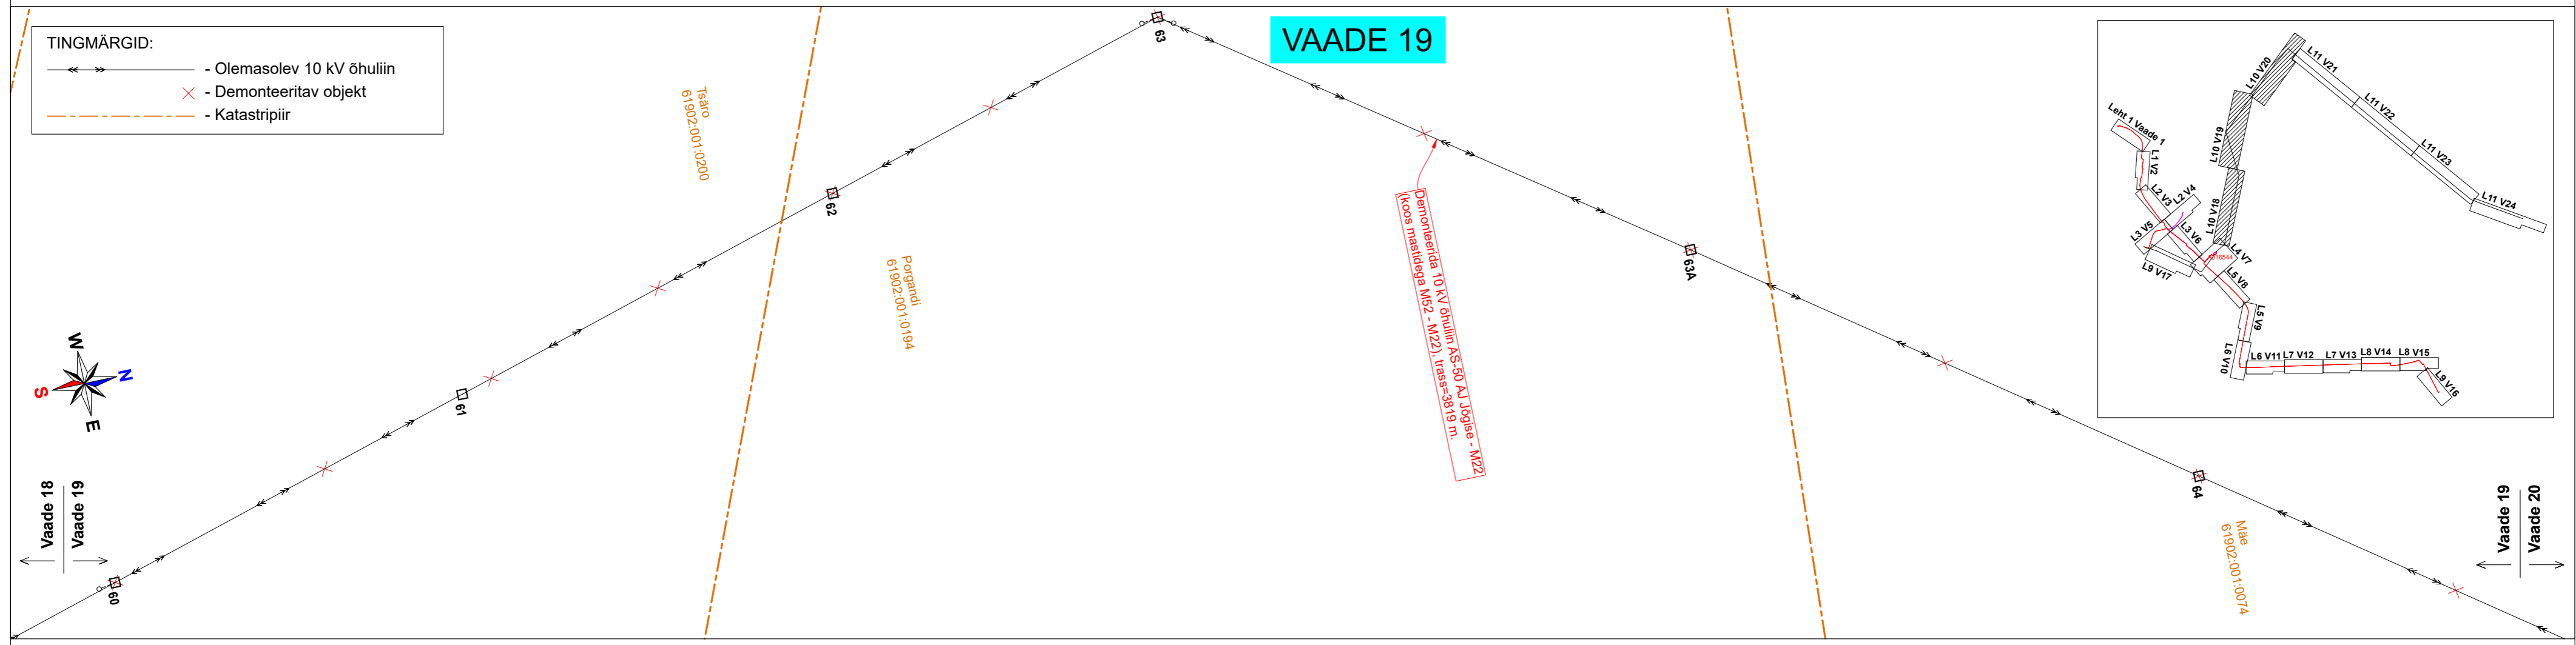 TINGMÄRGID:
- Olemasolev 10 kV õhuliin
- Demonteeritav objekt
- Katastripiir
VAADE 19
63
Tsäro
61902:001:0200
62
Porgandi
61902:001:0194
61
60
W
N
S
E
Vaade 18
Vaade 19
Demonteerida 10 kV õhuliin AS-50 AJ Jõgise - M22
(koos mastidega M52 - M22), trass=3819 m.
63A
64
Mäe
61902:001:0074
Vaade 19
Vaade 20
Leht 1 Vaade 1
L1 V2
L2 V3
L2 V4
L3 V5
L3 V6
L4 V7
L5 V8
L5 V9
L6 V10
L6 V11
L7 V12
L7 V13
L8 V14
L8 V15
L9 V16
L9 V17
L10 V18
L10 V19
L10 V20
L11 V21
L11 V22
L11 V23
L11 V24